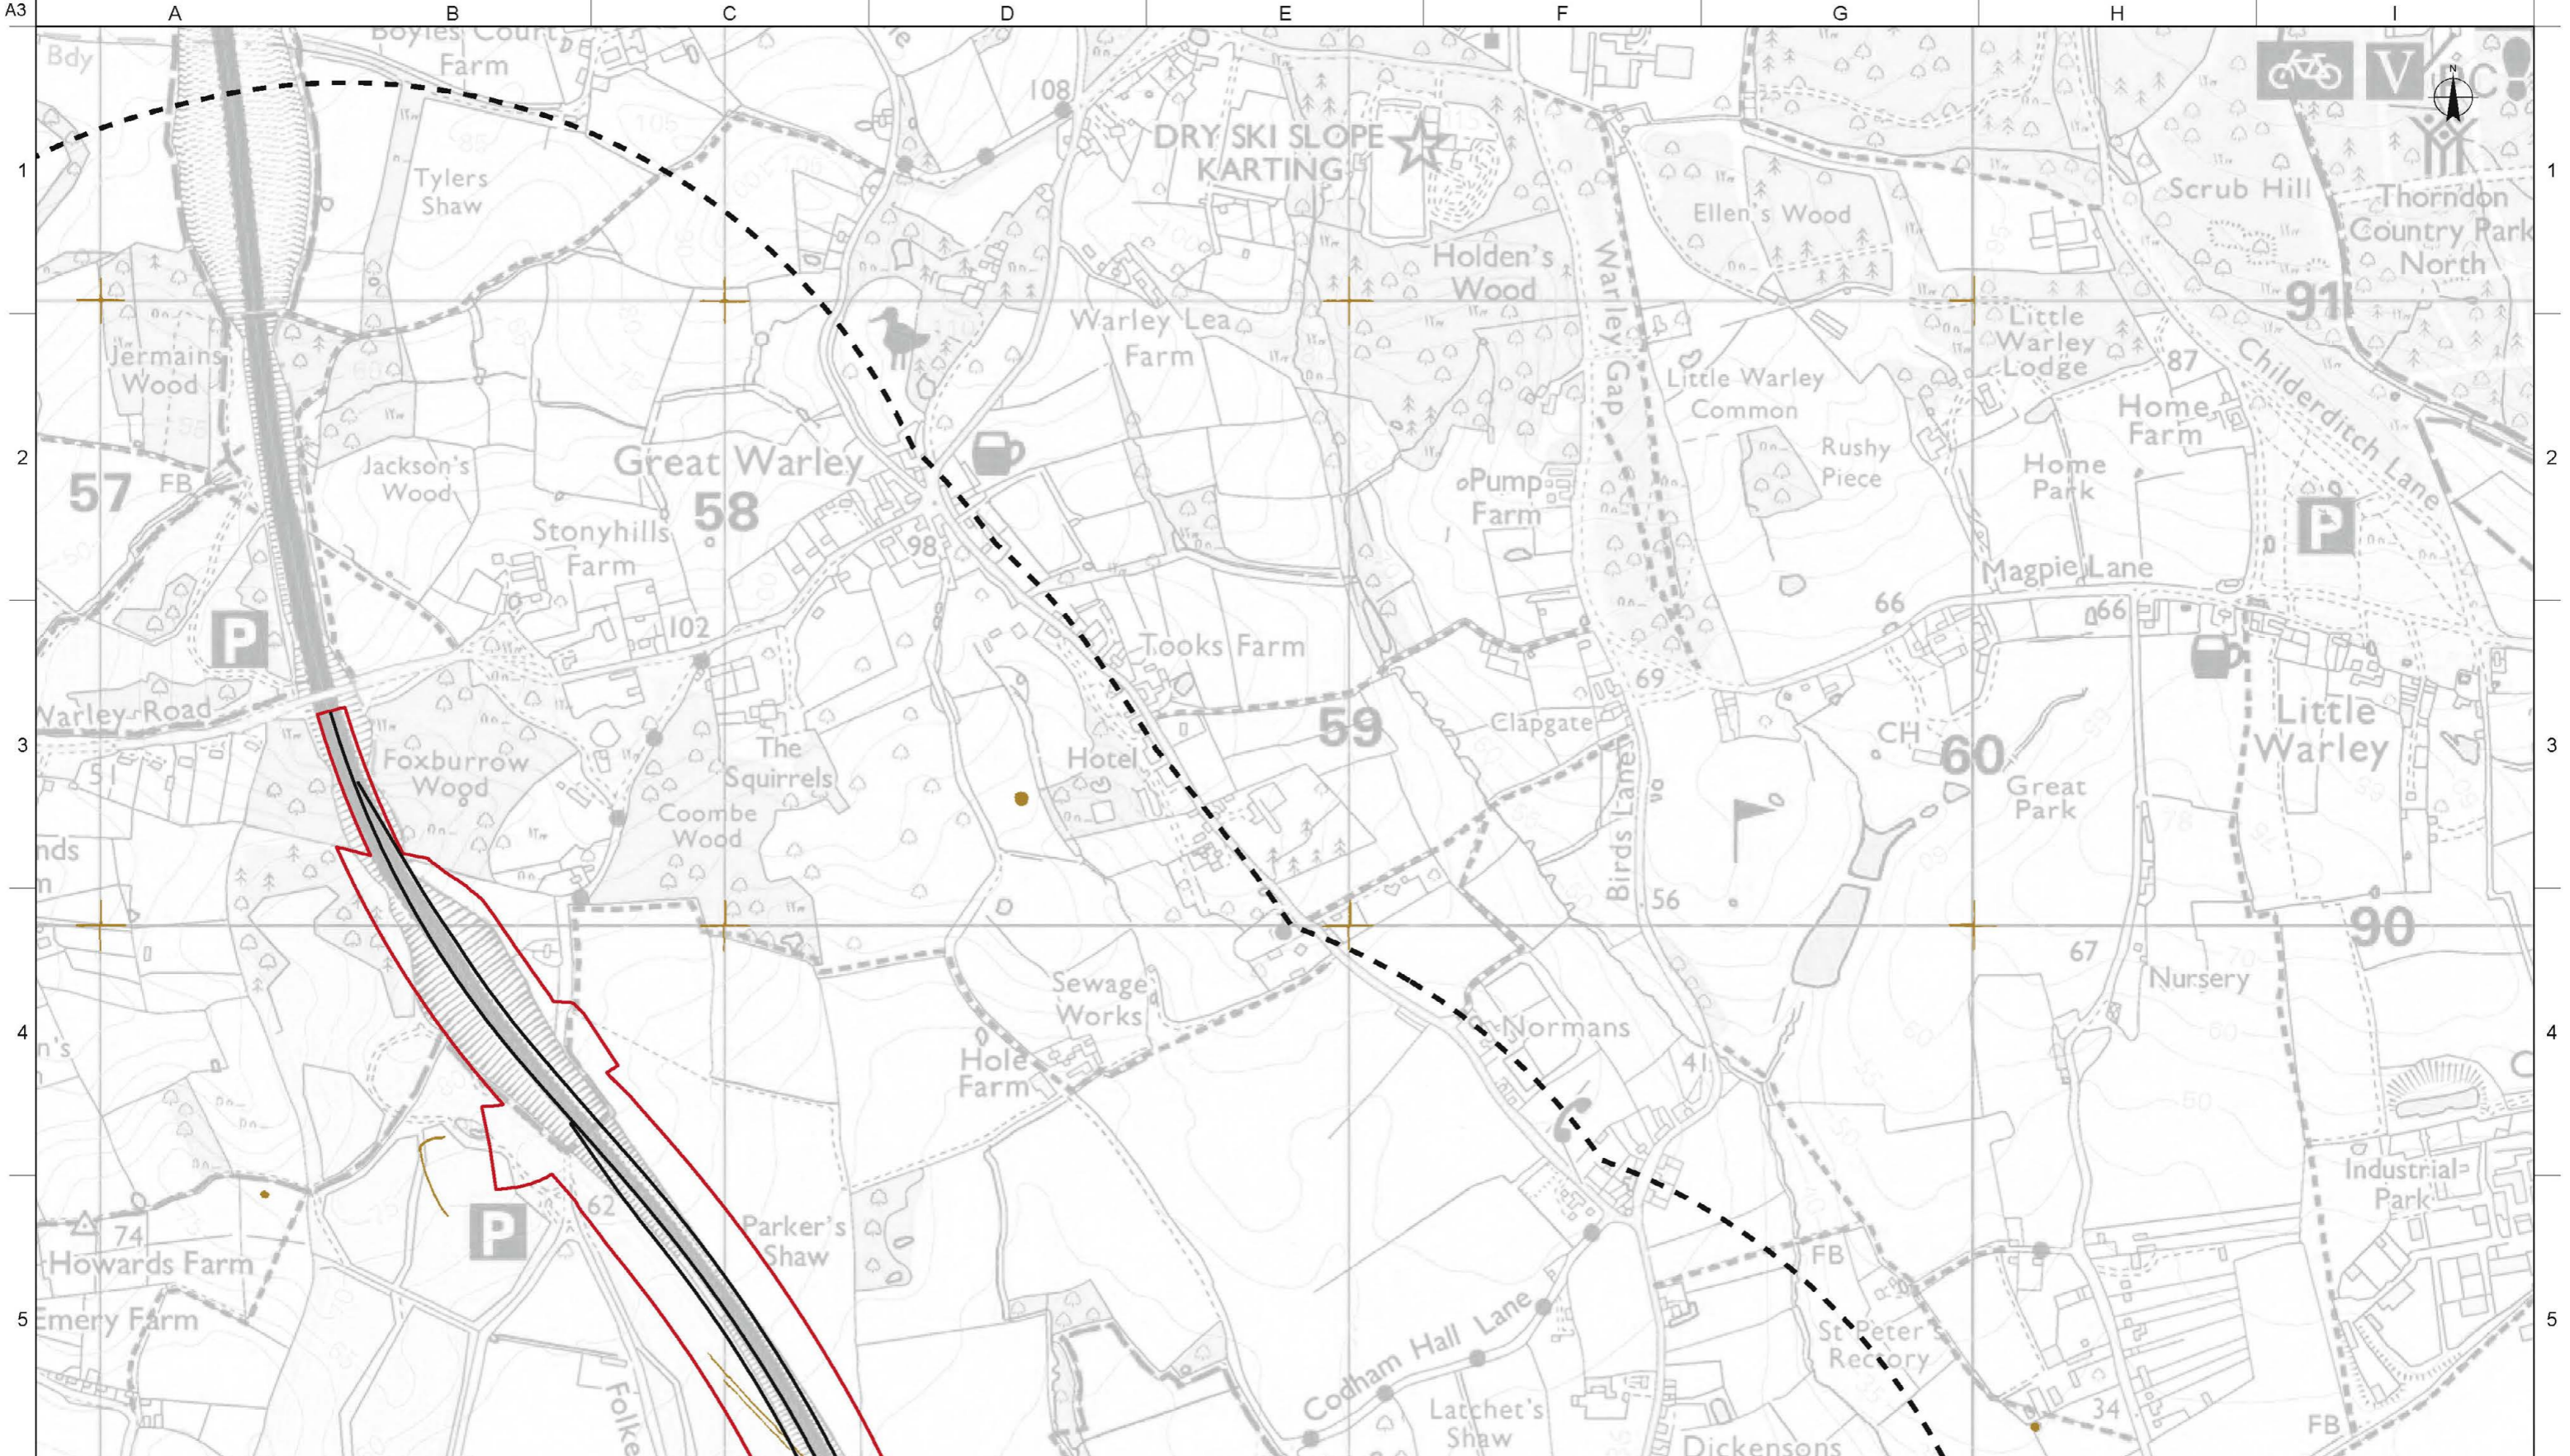 A3
A
B
C
D
E
F
G
H
I
1
2
3
4
5
1
2
3
4
5
N
Bdy
Boyles Court
Farm
Tylers
Shaw
108
DRY SKI SLOPE
KARTING
115
105
85
Ellen's Wood
Holden's
Wood
Scrub Hill
Thorndon
Country Park
North
V
91
Warley Lea
Farm
Warley Gap
Little
Warley
Lodge
87
Childerditch Lane
Jermains
Wood
Little Warley
Common
Home
Farm
Rushy
Piece
Home
Park
Great Warley
Jackson's
Wood
57
FB
58
98
Stonyhills
Farm
Pump
Farm
P
Magpie Lane
66
66
P
102
Tooks Farm
69
Warley Road
51
Foxburrow
Wood
The
Squirrels
Coombe
Wood
Hotel
59
Clapgate
Birds Lane
CH
60
Great
Park
Little
Warley
56
90
67
Nursery
Sewage
Works
Hole
Farm
Normans
41
Industrial
Park
P
62
74
Howards Farm
Emery Farm
Parker's
Shaw
FB
St Peter's
Rectory
Codham Hall Lane
Latchet's
Shaw
Folke
Dickensons
34
FB